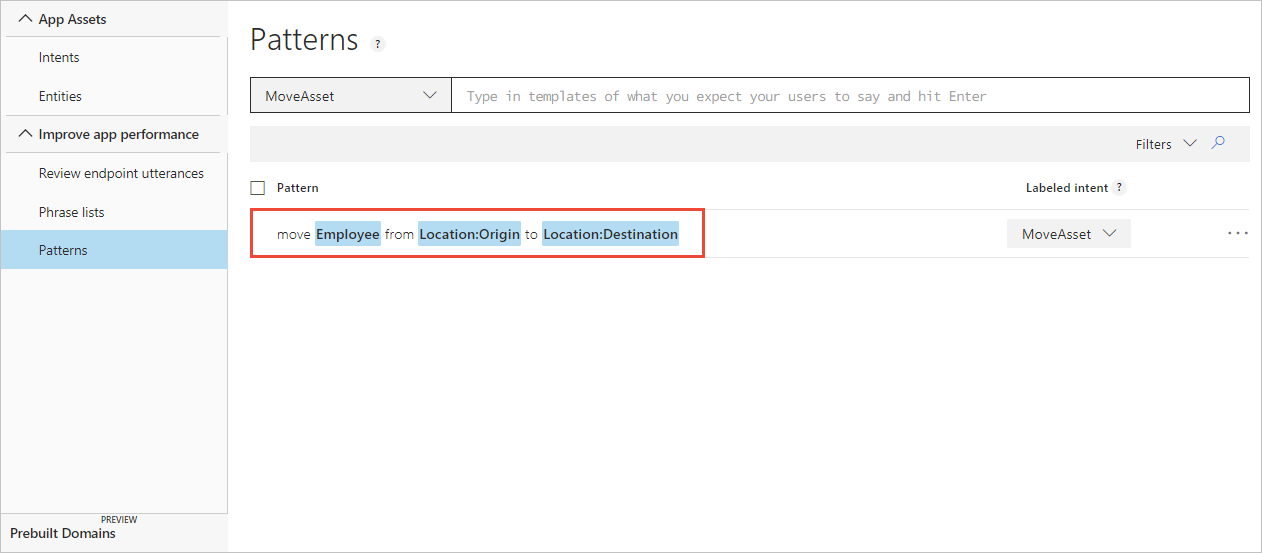 App Assets
Intents
Entities
Improve app performance
Review endpoint utterances
Phrase lists
Patterns
PREVIEW
Prebuilt Domains
Patterns ?
MoveAsset Type in templates of what you expect your users to say and hit Enter
Filters
Pattern Labeled intent ?
move Employee from Location:Origin to Location:Destination MoveAsset ...